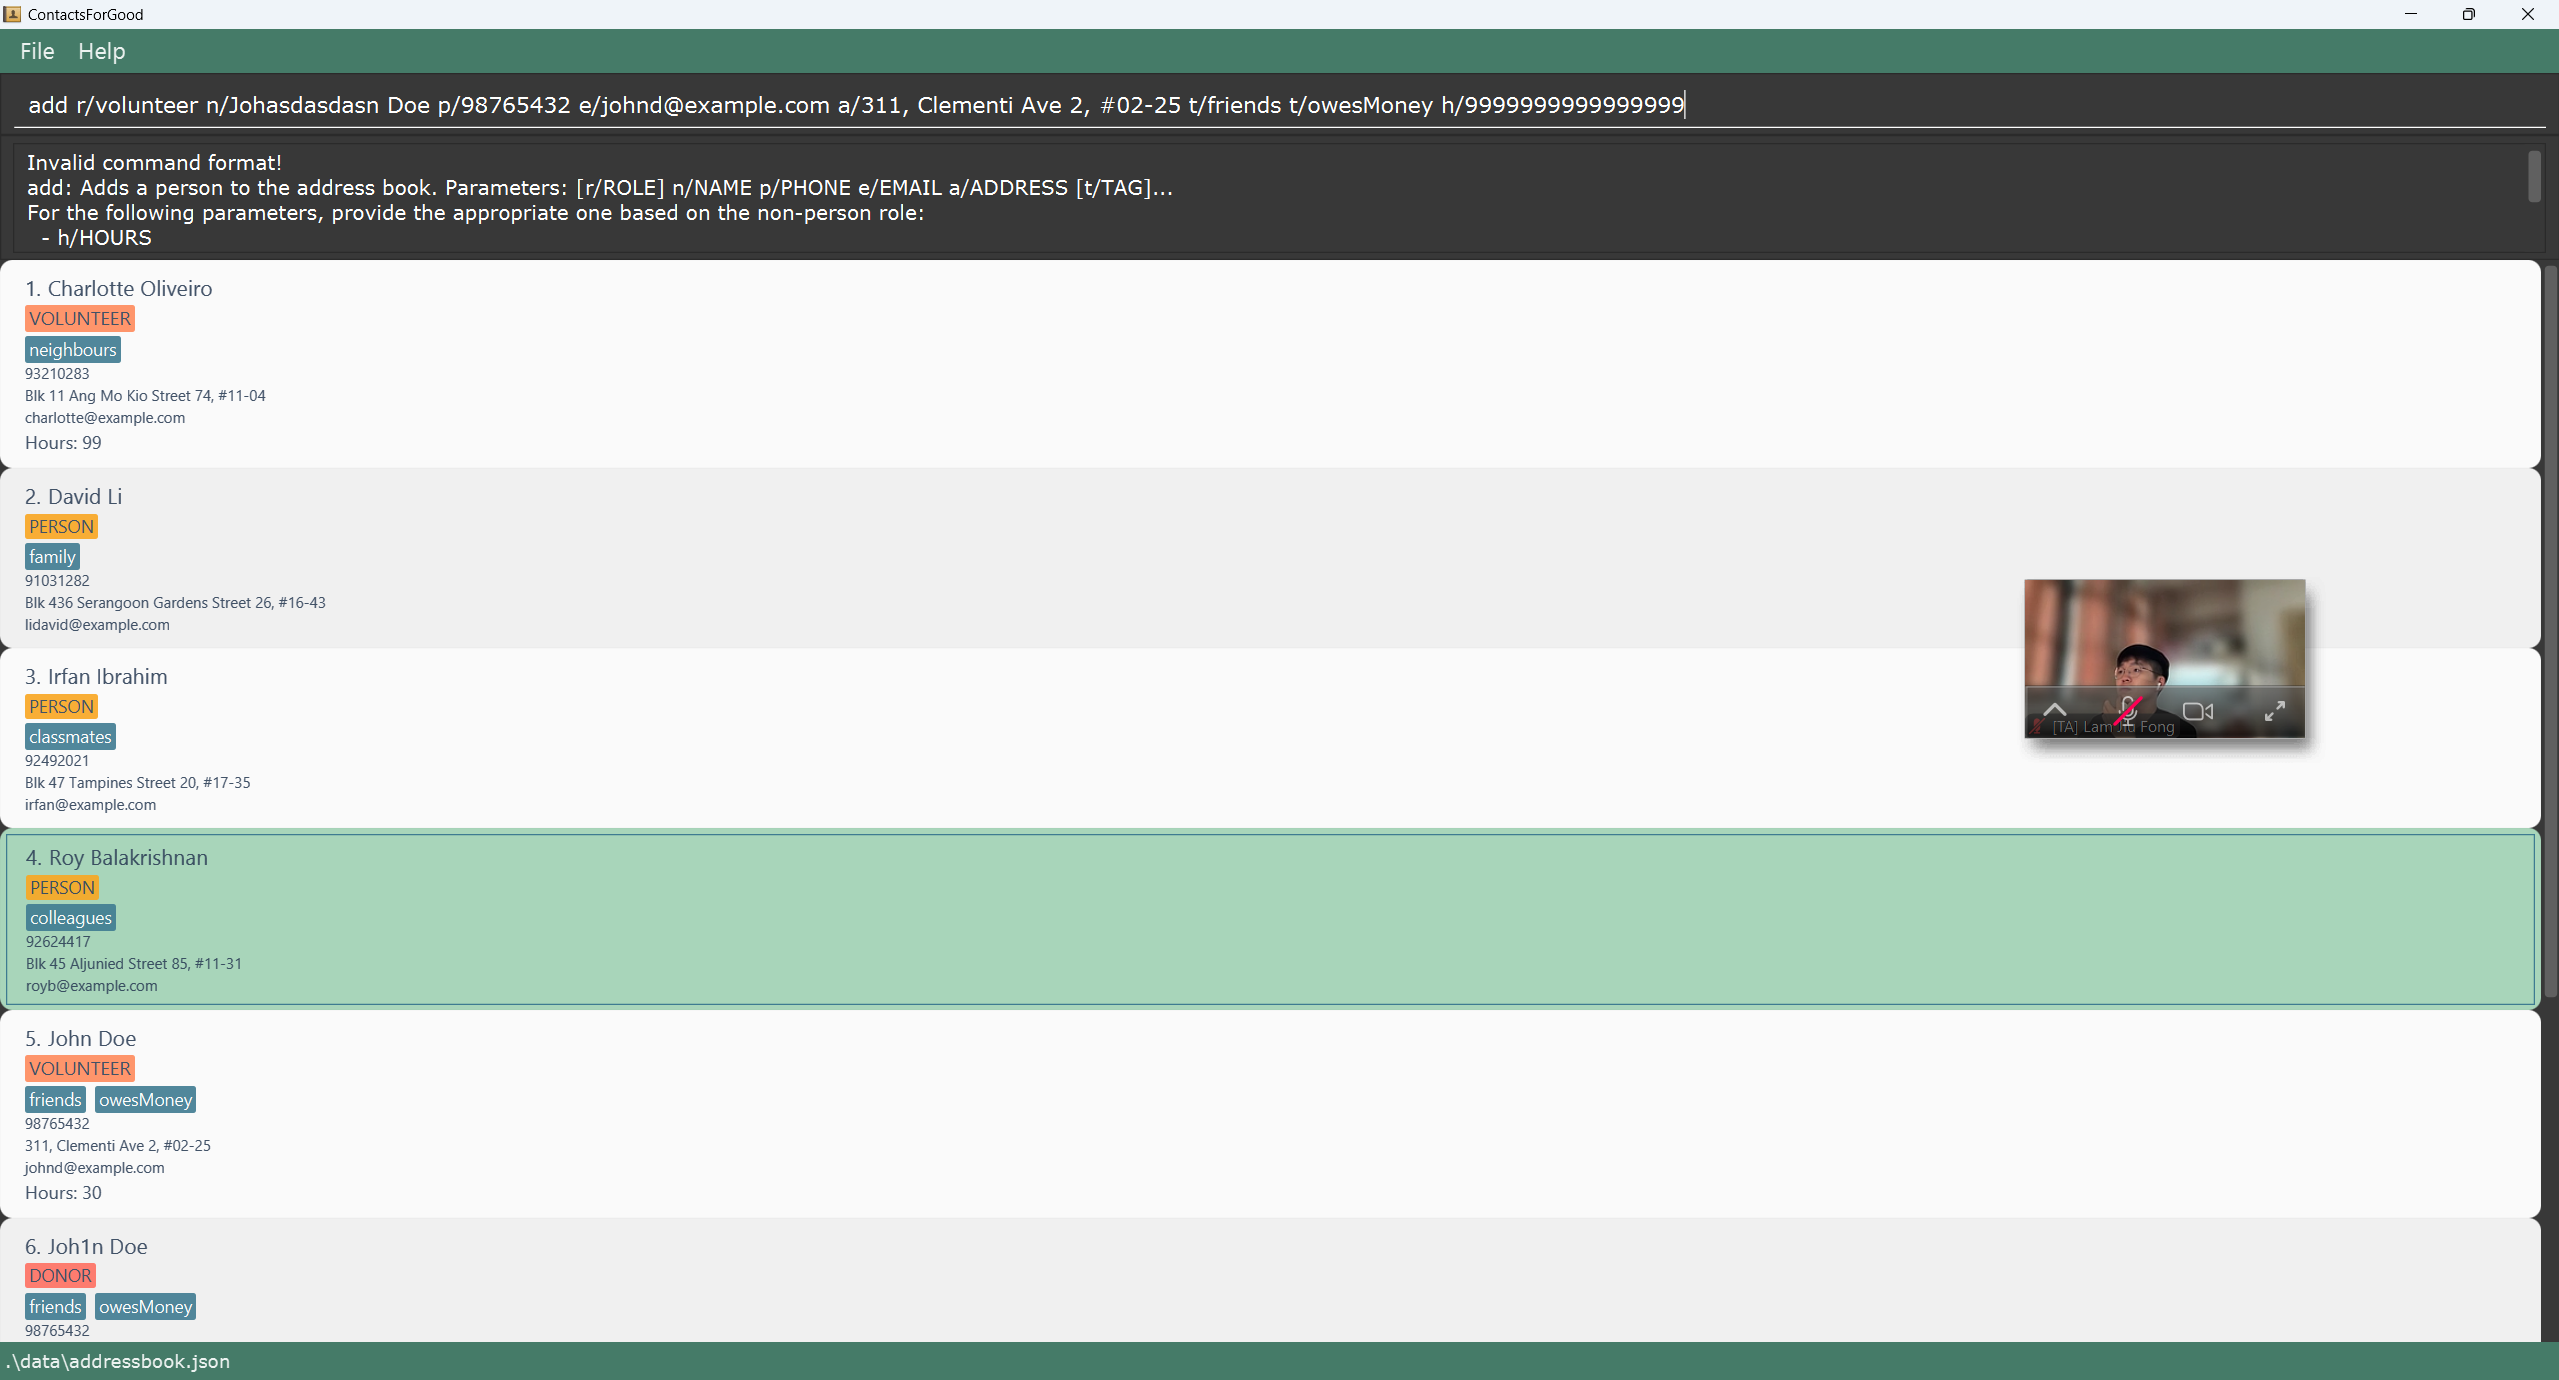 ContactsForGood
File Help
add r/volunteer n/Johasdasdasn Doe p/98765432 e/johnd@example.com a/311, Clementi Ave 2, #02-25 t/friends t/owesMoney h/9999999999999999
Invalid command format!
add: Adds a person to the address book. Parameters: [r/ROLE] n/NAME p/PHONE e/EMAIL a/ADDRESS [t/TAG]...
For the following parameters, provide the appropriate one based on the non-person role:
- h/HOURS
1. Charlotte Oliveiro
VOLUNTEER
neighbours
93210283
Blk 11 Ang Mo Kio Street 74, #11-04
charlotte@example.com
Hours: 99
2. David Li
PERSON
family
91031282
Blk 436 Serangoon Gardens Street 26, #16-43
lidavid@example.com
3. Irfan Ibrahim
PERSON
classmates
92492021
Blk 47 Tampines Street 20, #17-35
irfan@example.com
[TA] Lam Jiu Fong
4. Roy Balakrishnan
PERSON
colleagues
92624417
Blk 45 Aljunied Street 85, #11-31
royb@example.com
5. John Doe
VOLUNTEER
friends owesMoney
98765432
311, Clementi Ave 2, #02-25
johnd@example.com
Hours: 30
6. Joh1n Doe
DONOR
friends owesMoney
98765432
.\data\addressbook.json